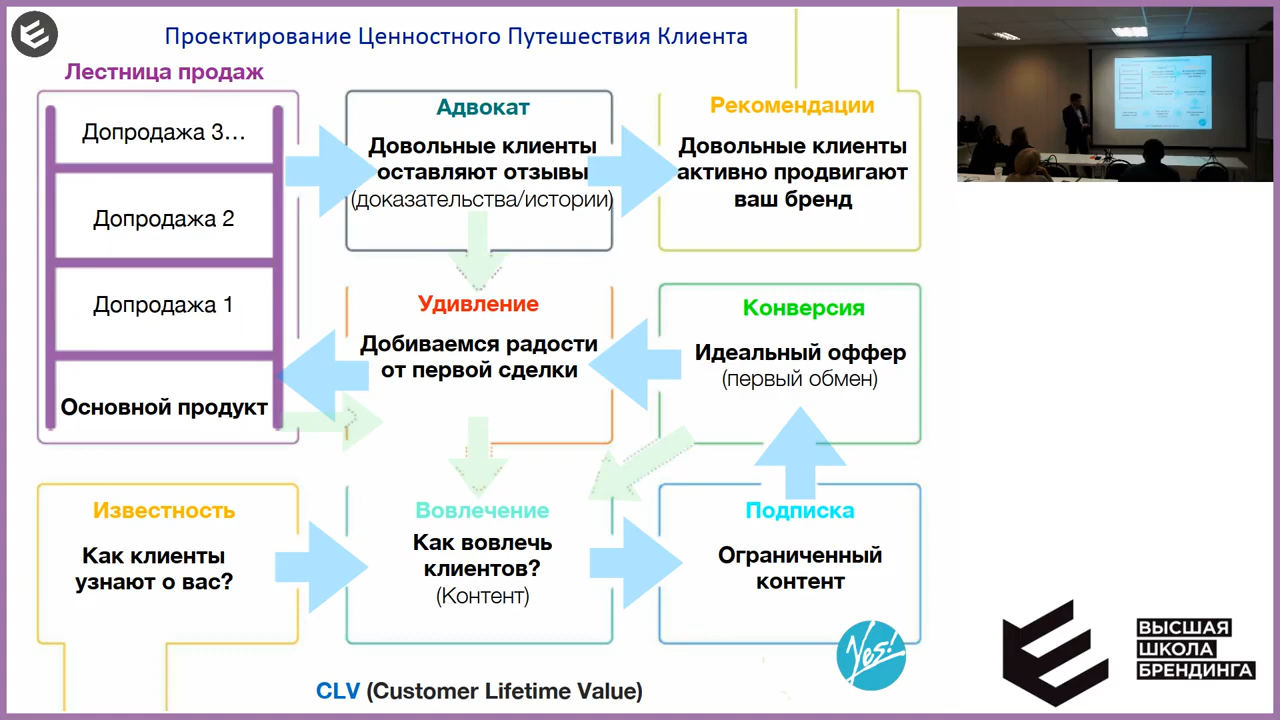 Проектирование Ценностного Путешествия Клиента
Лестница продаж
Допродажа 3...
Допродажа 2
Допродажа 1
Основной продукт
Адвокат
Довольные клиенты
оставляют отзывы
(доказательства/истории)
Рекомендации
Довольные клиенты
активно продвигают
ваш бренд
Удивление
Добиваемся радости
от первой сделки
Конверсия
Идеальный оффер
(первый обмен)
Известность
Как клиенты
узнают о вас?
Вовлечение
Как вовлечь
клиентов?
(Контент)
Подписка
Ограниченный
контент
Yes!
CLV (Customer Lifetime Value)
ВЫСШАЯ
ШКОЛА
БРЕНДИНГА